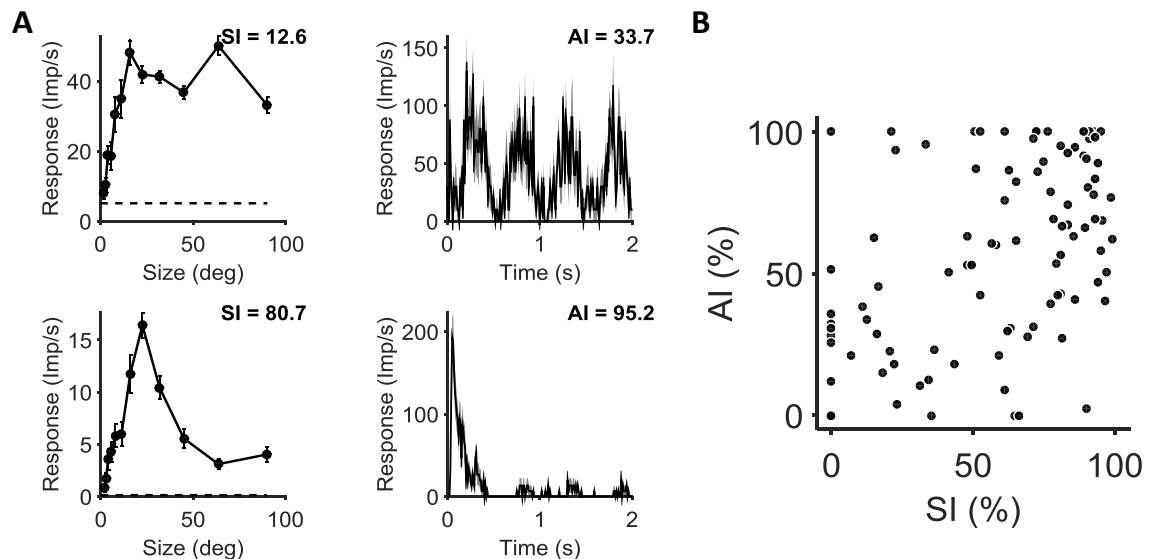 A
SI = 12.6
AI = 33.7
B
Response (Imp/s)
40
20
0
0 50 100
Size (deg)
Response (Imp/s)
150
100
50
0
0 1 2
Time (s)
SI = 80.7
AI = 95.2
Response (Imp/s)
15
10
5
0
0 50 100
Size (deg)
Response (Imp/s)
200
100
0
0 1 2
Time (s)
AI (%)
100
50
0
0 50 100
SI (%)